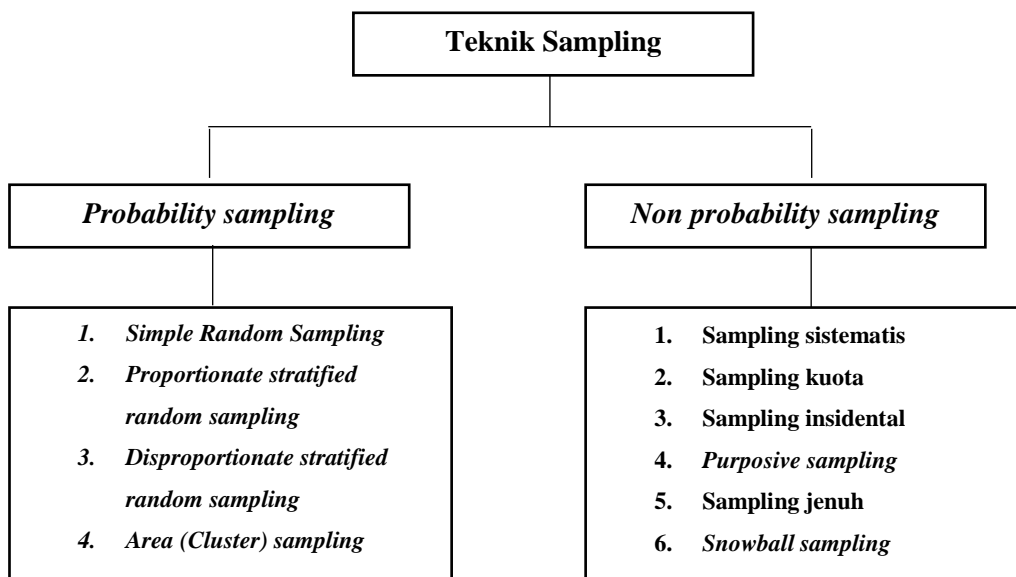 Teknik Sampling
Probability sampling
Non probability sampling
1. Simple Random Sampling
2. Proportionate stratified
random sampling
3. Disproportionate stratified
random sampling
4. Area (Cluster) sampling
1. Sampling sistematis
2. Sampling kuota
3. Sampling insidental
4. Purposive sampling
5. Sampling jenuh
6. Snowball sampling